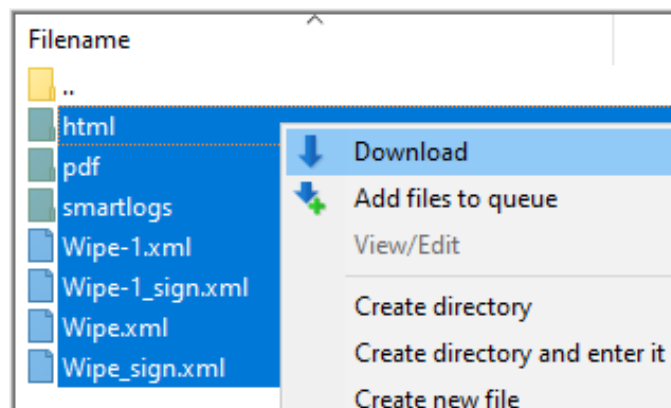 Filename
..
html
pdf
smartlogs
Wipe-1.xml
Wipe-1_sign.xml
Wipe.xml
Wipe_sign.xml
Download
Add files to queue
View/Edit
Create directory
Create directory and enter it
Create new file